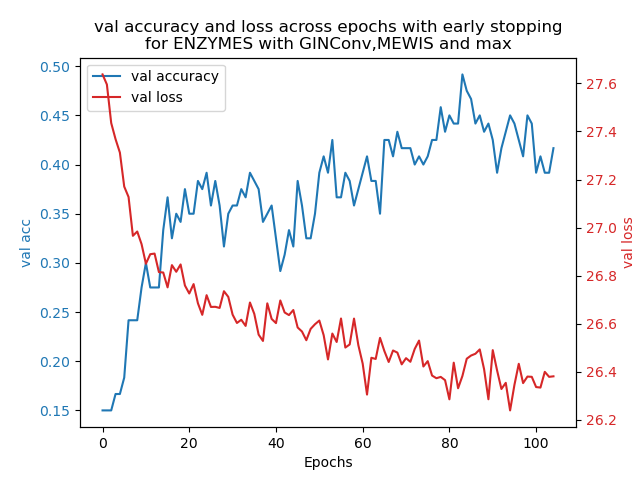 val accuracy and loss across epochs with early stopping
for ENZYMES with GINConv,MEWIS and max
val accuracy
val loss
0.50
0.45
0.40
0.35
0.30
0.25
0.20
0.15
val acc
27.6
27.4
27.2
27.0
26.8
26.6
26.4
26.2
val loss
0 20 40 60 80 100
Epochs